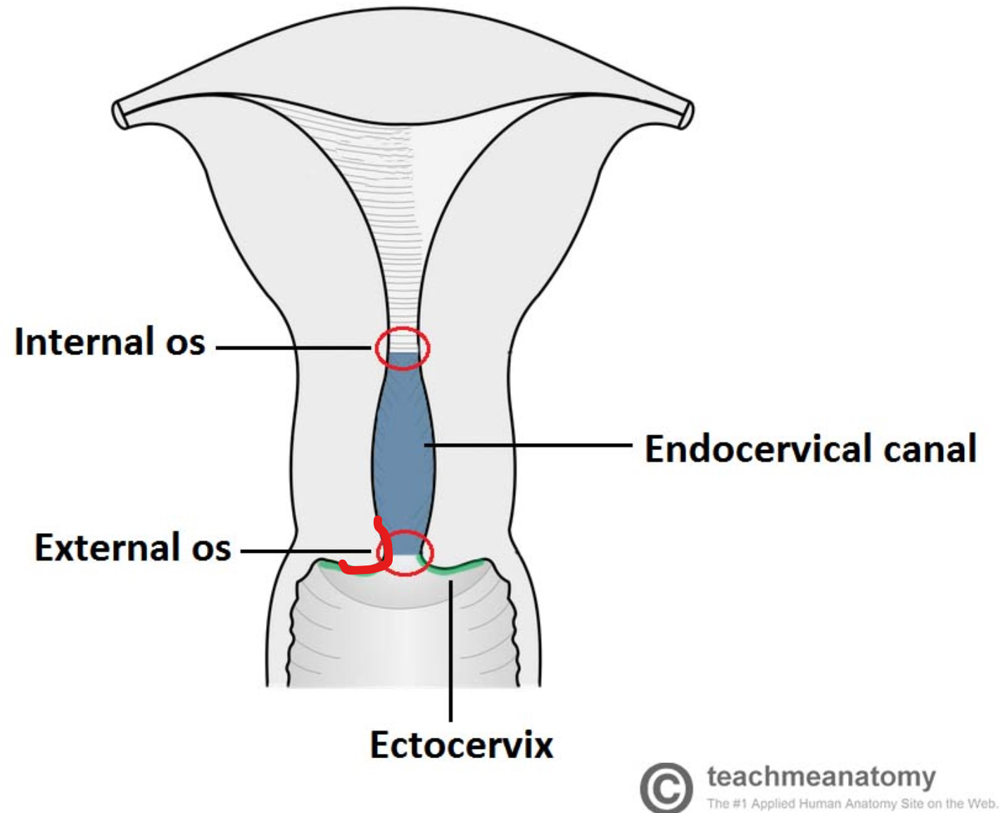 Internal os
Endocervical canal
External os
Ectocervix
© teachmeanatomy
The #1 Applied Human Anatomy Site on the Web.